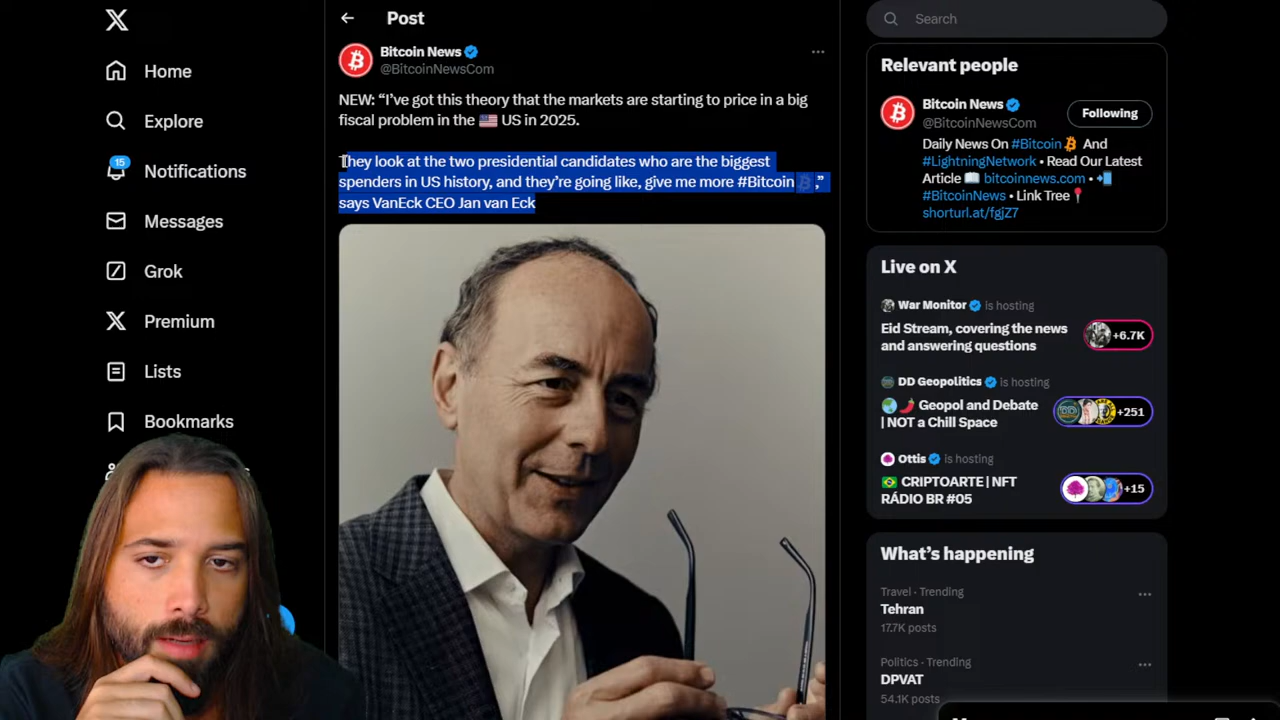 Home
Explore
15
Notifications
Messages
Grok
Premium
Lists
Bookmarks
Post
Bitcoin News
@BitcoinNewsCom
NEW: “I’ve got this theory that the markets are starting to price in a big
fiscal problem in the 🇺🇸 US in 2025.
They look at the two presidential candidates who are the biggest
spenders in US history, and they’re going like, give me more #Bitcoin ,”
says VanEck CEO Jan van Eck
Search
Relevant people
Bitcoin News
@BitcoinNewsCom
Following
Daily News On #Bitcoin And
#LightningNetwork • Read Our Latest
Article 📖 bitcoinnews.com • 📲
#BitcoinNews • Link Tree📍
shorturl.at/fgjZ7
Live on X
War Monitor is hosting
Eid Stream, covering the news
and answering questions
+6.7K
DD Geopolitics is hosting
🌏🌶️ Geopol and Debate
| NOT a Chill Space
+251
Ottis is hosting
🇧🇷 CRIPTOARTE | NFT
RÁDIO BR #05
+15
What’s happening
Travel · Trending
Tehran
17.7K posts
Politics · Trending
DPVAT
54.1K posts